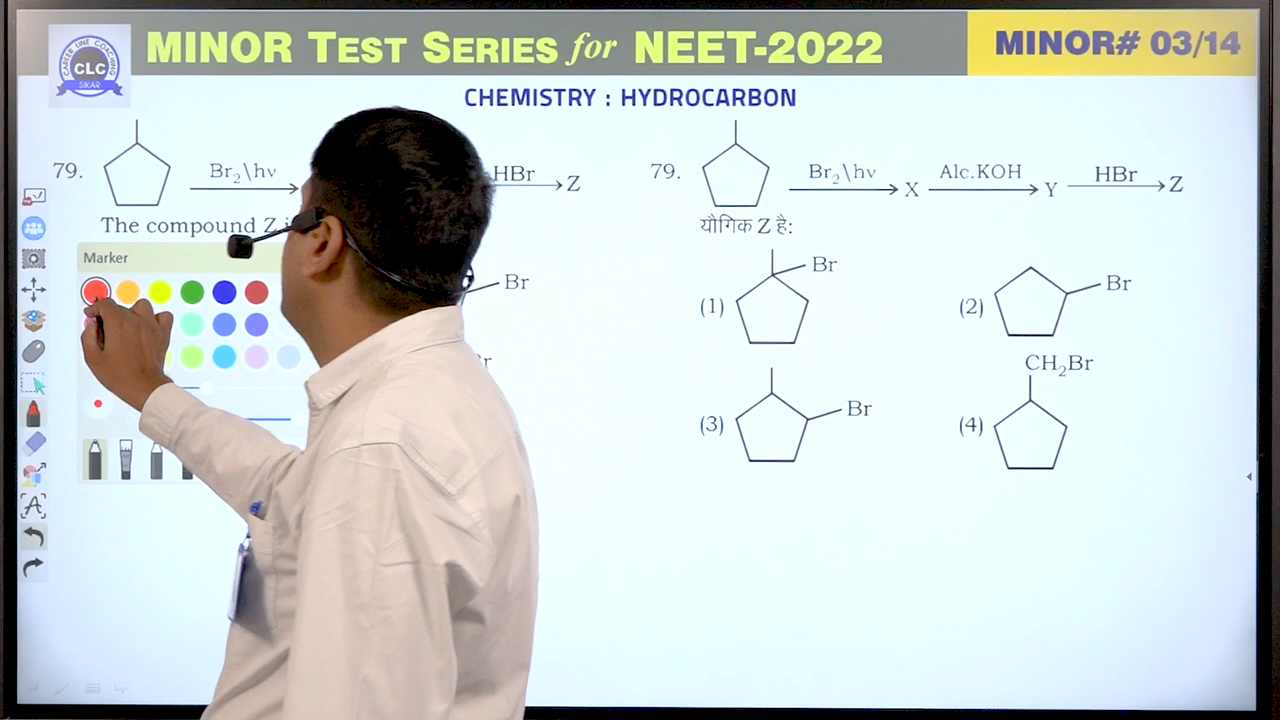 CAREER LINE COACHING
CLC
SIKAR
MINOR TEST SERIES for NEET-2022
MINOR# 03/14
CHEMISTRY : HYDROCARBON
79.
Br₂\hν
HBr
Z
The compound Z
Marker
Br
79.
Br₂\hν
X
Alc.KOH
Y
HBr
Z
यौगिक Z है:
(1)
Br
(2)
Br
(3)
Br
(4)
CH₂Br
A